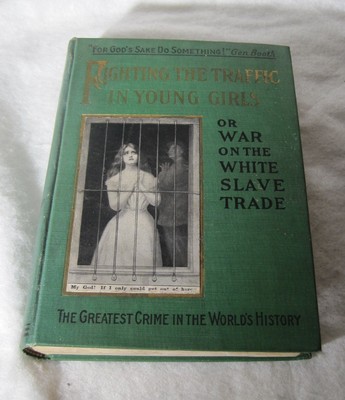 "FOR GOD'S SAKE DO SOMETHING!" Gen Booth
FIGHTING THE TRAFFIC
IN YOUNG GIRLS
OR
WAR
ON THE
WHITE
SLAVE
TRADE
My God! If I only could get out of here.
THE GREATEST CRIME IN THE WORLD'S HISTORY